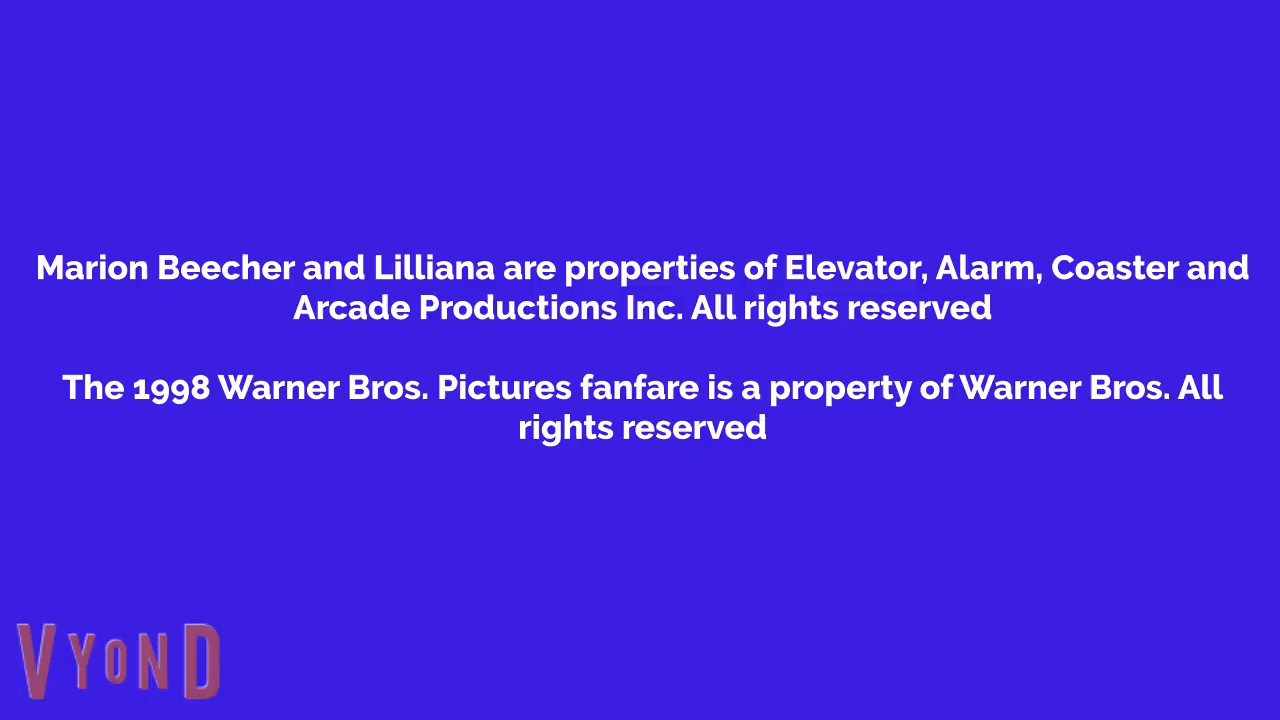 Marion Beecher and Lilliana are properties of Elevator, Alarm, Coaster and
Arcade Productions Inc. All rights reserved
The 1998 Warner Bros. Pictures fanfare is a property of Warner Bros. All
rights reserved
VYOND